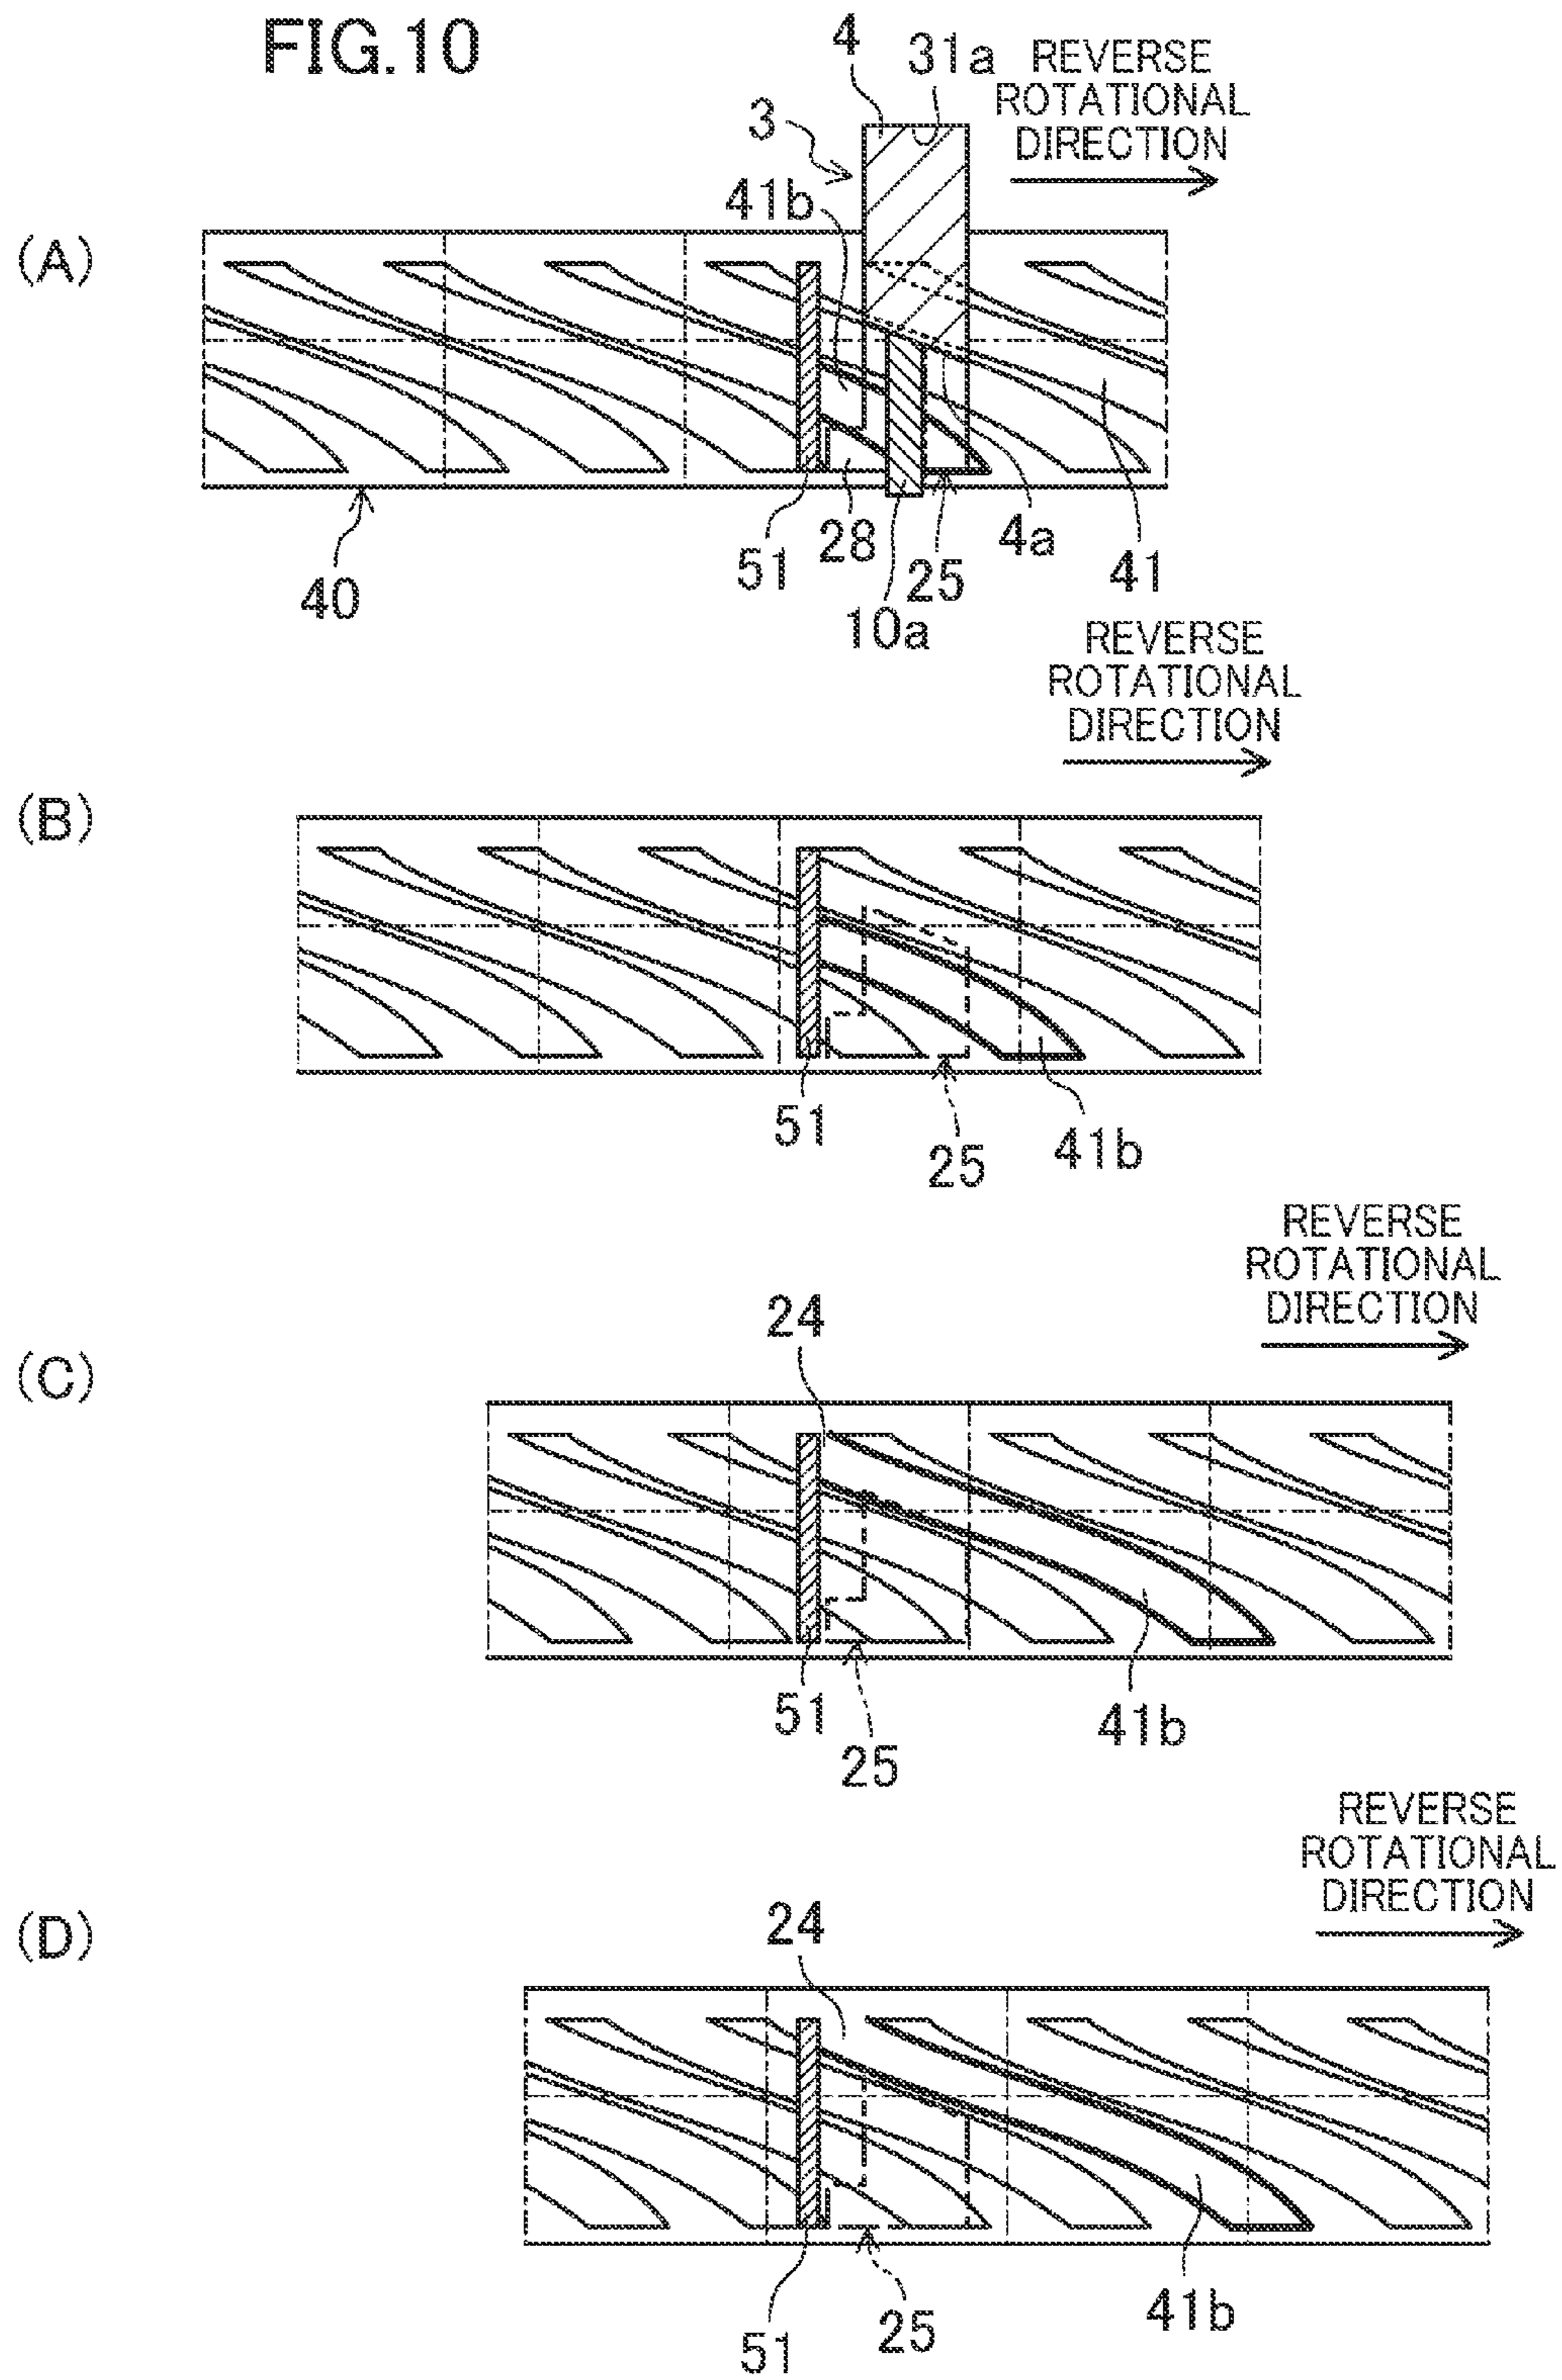 FIG.10
4
31a
REVERSE
ROTATIONAL
DIRECTION
3
41b
(A)
51
28
4a
25
41
40
10a
REVERSE
ROTATIONAL
DIRECTION
(B)
51
25
41b
REVERSE
ROTATIONAL
DIRECTION
24
(C)
51
25
41b
REVERSE
ROTATIONAL
DIRECTION
24
(D)
51
25
41b